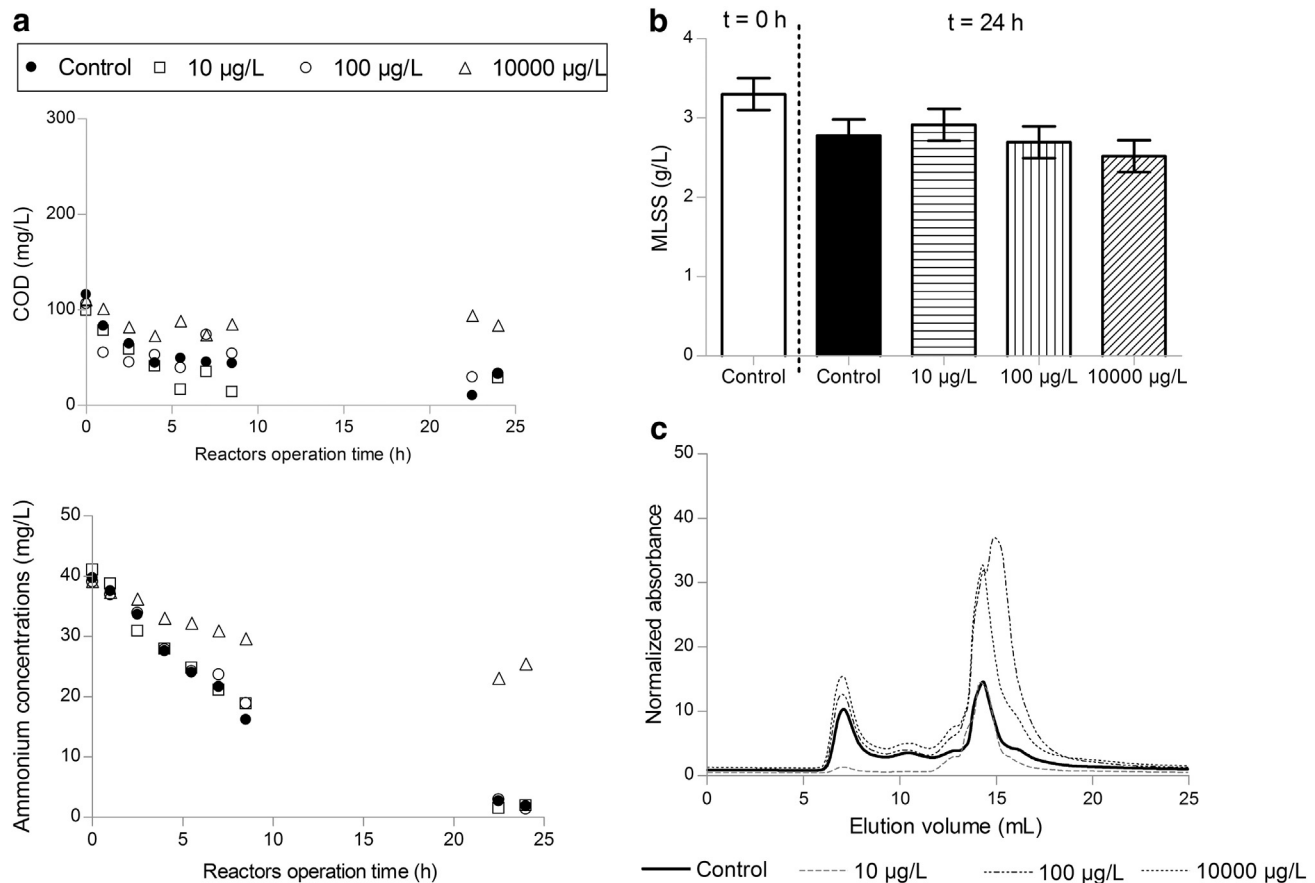 a
Control 10 µg/L 100 µg/L 10000 µg/L
300
200
100
0
COD (mg/L)
0 5 10 15 20 25
Reactors operation time (h)
50
40
30
20
10
0
Ammonium concentrations (mg/L)
0 5 10 15 20 25
Reactors operation time (h)
b
t = 0 h t = 24 h
4
3
2
1
0
MLSS (g/L)
Control Control 10 µg/L 100 µg/L 10000 µg/L
c
50
40
30
20
10
0
Normalized absorbance
0 5 10 15 20 25
Elution volume (mL)
Control 10 µg/L 100 µg/L 10000 µg/L